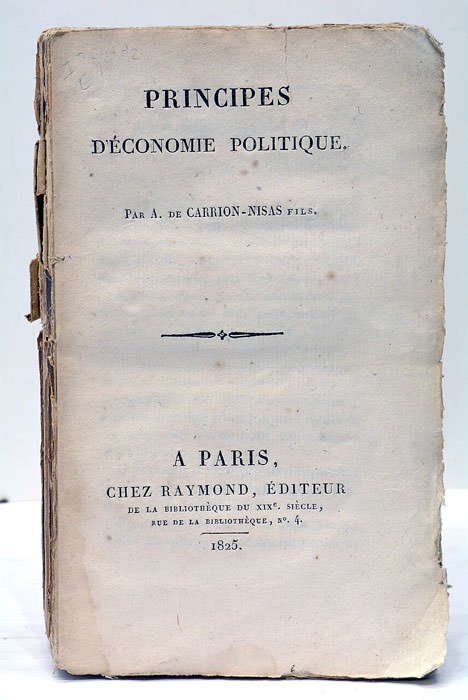 PRINCIPES
D'ÉCONOMIE POLITIQUE.
PAR A. DE CARRION-NISAS FILS.
A PARIS,
CHEZ RAYMOND, ÉDITEUR
DE LA BIBLIOTHÈQUE DU XIXe. SIÈCLE,
RUE DE LA BIBLIOTHÈQUE, No. 4.
1825.